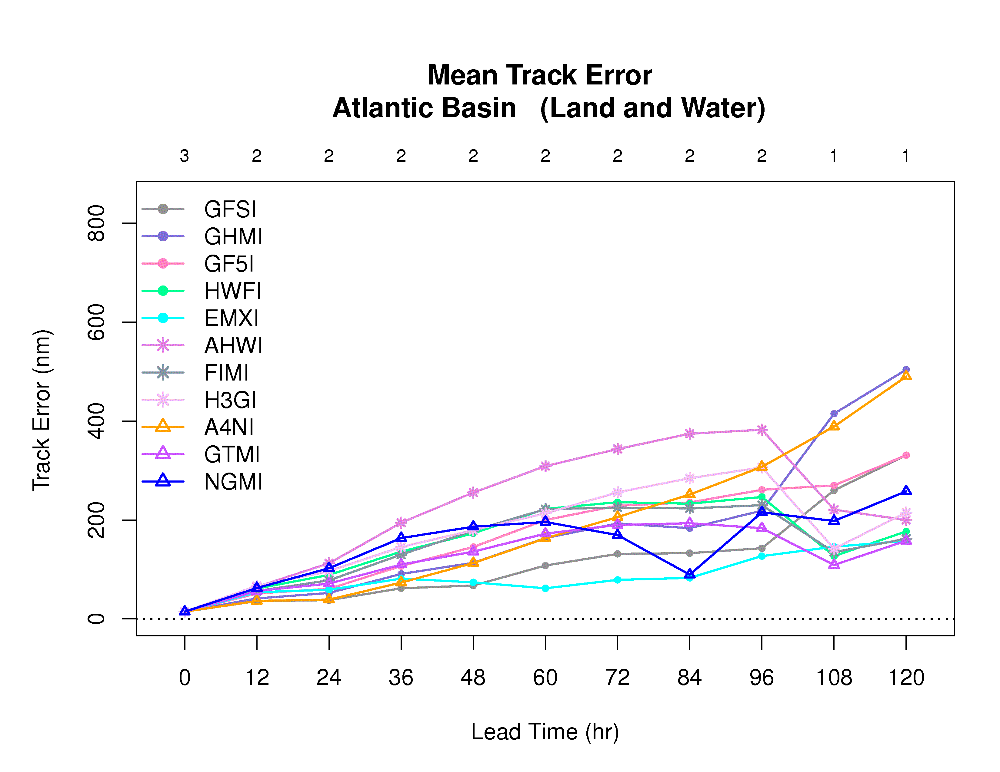 Mean Track Error
Atlantic Basin (Land and Water)
3 2 2 2 2 2 2 2 2 1 1
GFSI
GHMI
GF5I
HWFI
EMXI
AHWI
FIMI
H3GI
A4NI
GTMI
NGMI
Track Error (nm)
800
600
400
200
0
0 12 24 36 48 60 72 84 96 108 120
Lead Time (hr)